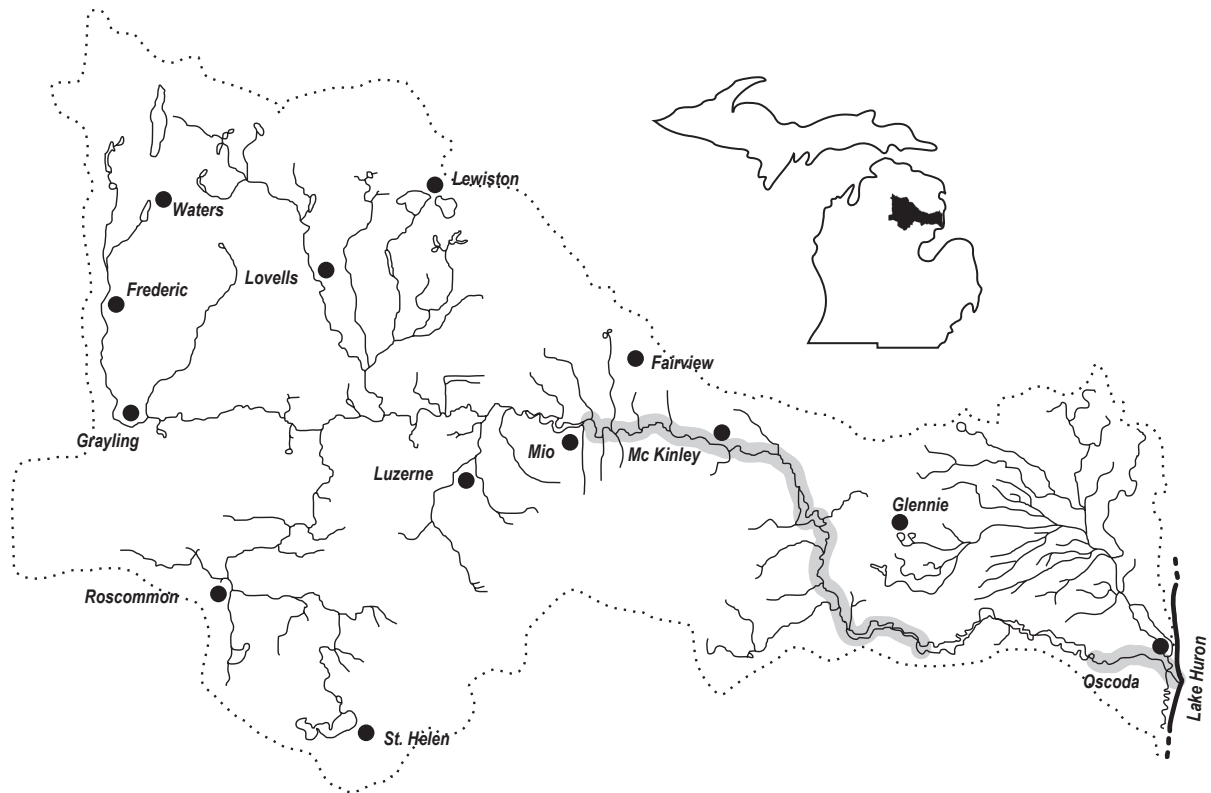 Lewiston
Waters
Lovells
Frederic
Fairview
Grayling
Mio
Mc Kinley
Luzerne
Glennie
Roscommon
Oscoda
Lake Huron
St. Helen